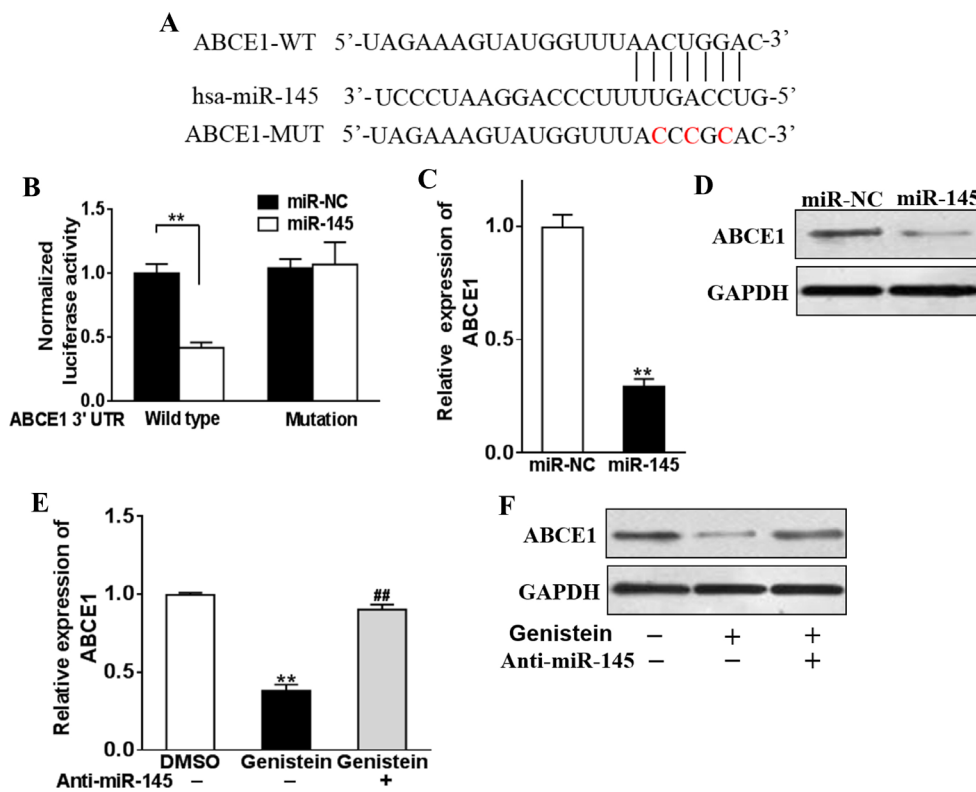 A
ABCE1-WT 5’-UAGAAAGUAUGGUUUAACUGGAC-3’
hsa-miR-145 3’-UCCCUAAGGACCCUUUUGACCUG-5’
ABCE1-MUT 5’-UAGAAAGUAUGGUUUACCCGCAC-3’
B
miR-NC
miR-145
**
Normalized
luciferase activity
1.5
1.0
0.5
0.0
ABCE1 3' UTR Wild type Mutation
C
Relative expression of
ABCE1
1.0
0.5
0.0
**
miR-NC miR-145
D
miR-NC miR-145
ABCE1
GAPDH
E
Relative expression of
ABCE1
1.5
1.0
0.5
0.0
**
##
DMSO Genistein Genistein
Anti-miR-145 – – +
F
ABCE1
GAPDH
Genistein – + +
Anti-miR-145 – – +